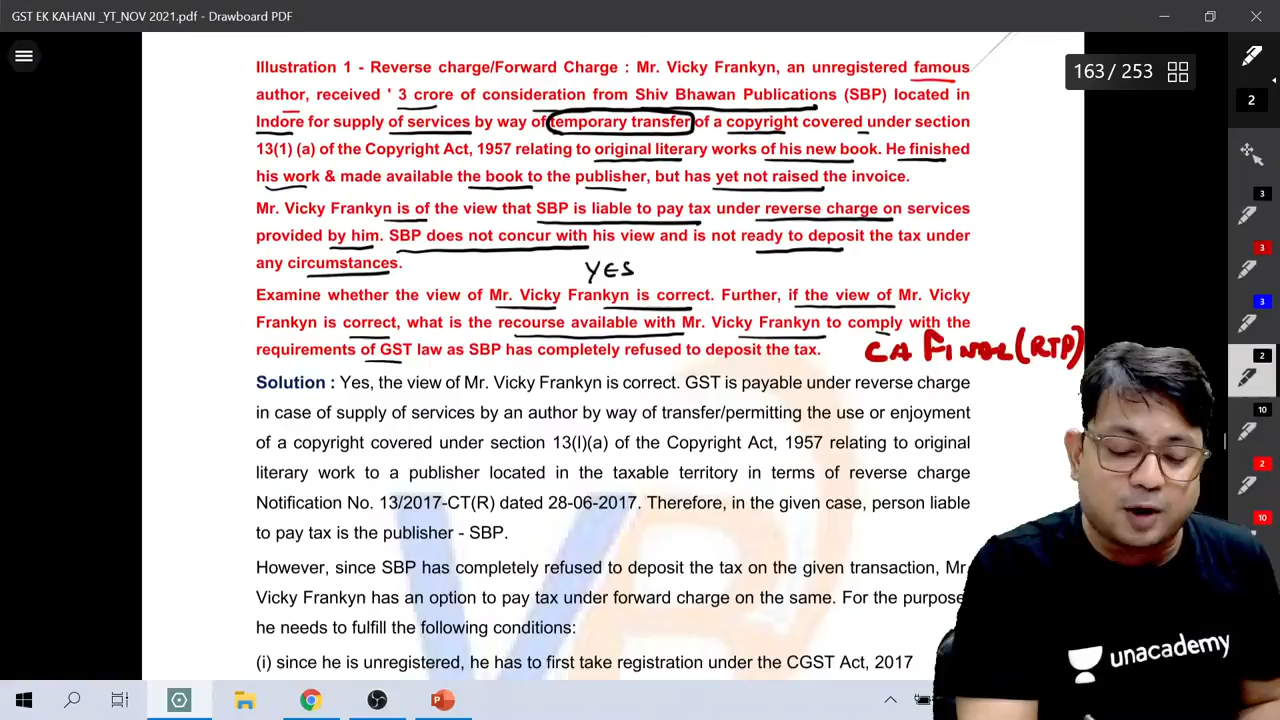 GST EK KAHANI _YT_NOV 2021.pdf - Drawboard PDF
163 / 253
Illustration 1 - Reverse charge/Forward Charge : Mr. Vicky Frankyn, an unregistered famous
author, received ' 3 crore of consideration from Shiv Bhawan Publications (SBP) located in
Indore for supply of services by way of temporary transfer of a copyright covered under section
13(1) (a) of the Copyright Act, 1957 relating to original literary works of his new book. He finished
his work & made available the book to the publisher, but has yet not raised the invoice.
Mr. Vicky Frankyn is of the view that SBP is liable to pay tax under reverse charge on services
provided by him. SBP does not concur with his view and is not ready to deposit the tax under
any circumstances.
YES
Examine whether the view of Mr. Vicky Frankyn is correct. Further, if the view of Mr. Vicky
Frankyn is correct, what is the recourse available with Mr. Vicky Frankyn to comply with the
requirements of GST law as SBP has completely refused to deposit the tax.
CA FINAL (RTP)
Solution : Yes, the view of Mr. Vicky Frankyn is correct. GST is payable under reverse charge
in case of supply of services by an author by way of transfer/permitting the use or enjoyment
of a copyright covered under section 13(l)(a) of the Copyright Act, 1957 relating to original
literary work to a publisher located in the taxable territory in terms of reverse charge
Notification No. 13/2017-CT(R) dated 28-06-2017. Therefore, in the given case, person liable
to pay tax is the publisher - SBP.
However, since SBP has completely refused to deposit the tax on the given transaction, Mr.
Vicky Frankyn has an option to pay tax under forward charge on the same. For the purpose,
he needs to fulfill the following conditions:
(i) since he is unregistered, he has to first take registration under the CGST Act, 2017
2
3
3
3
2
10
2
10
unacademy